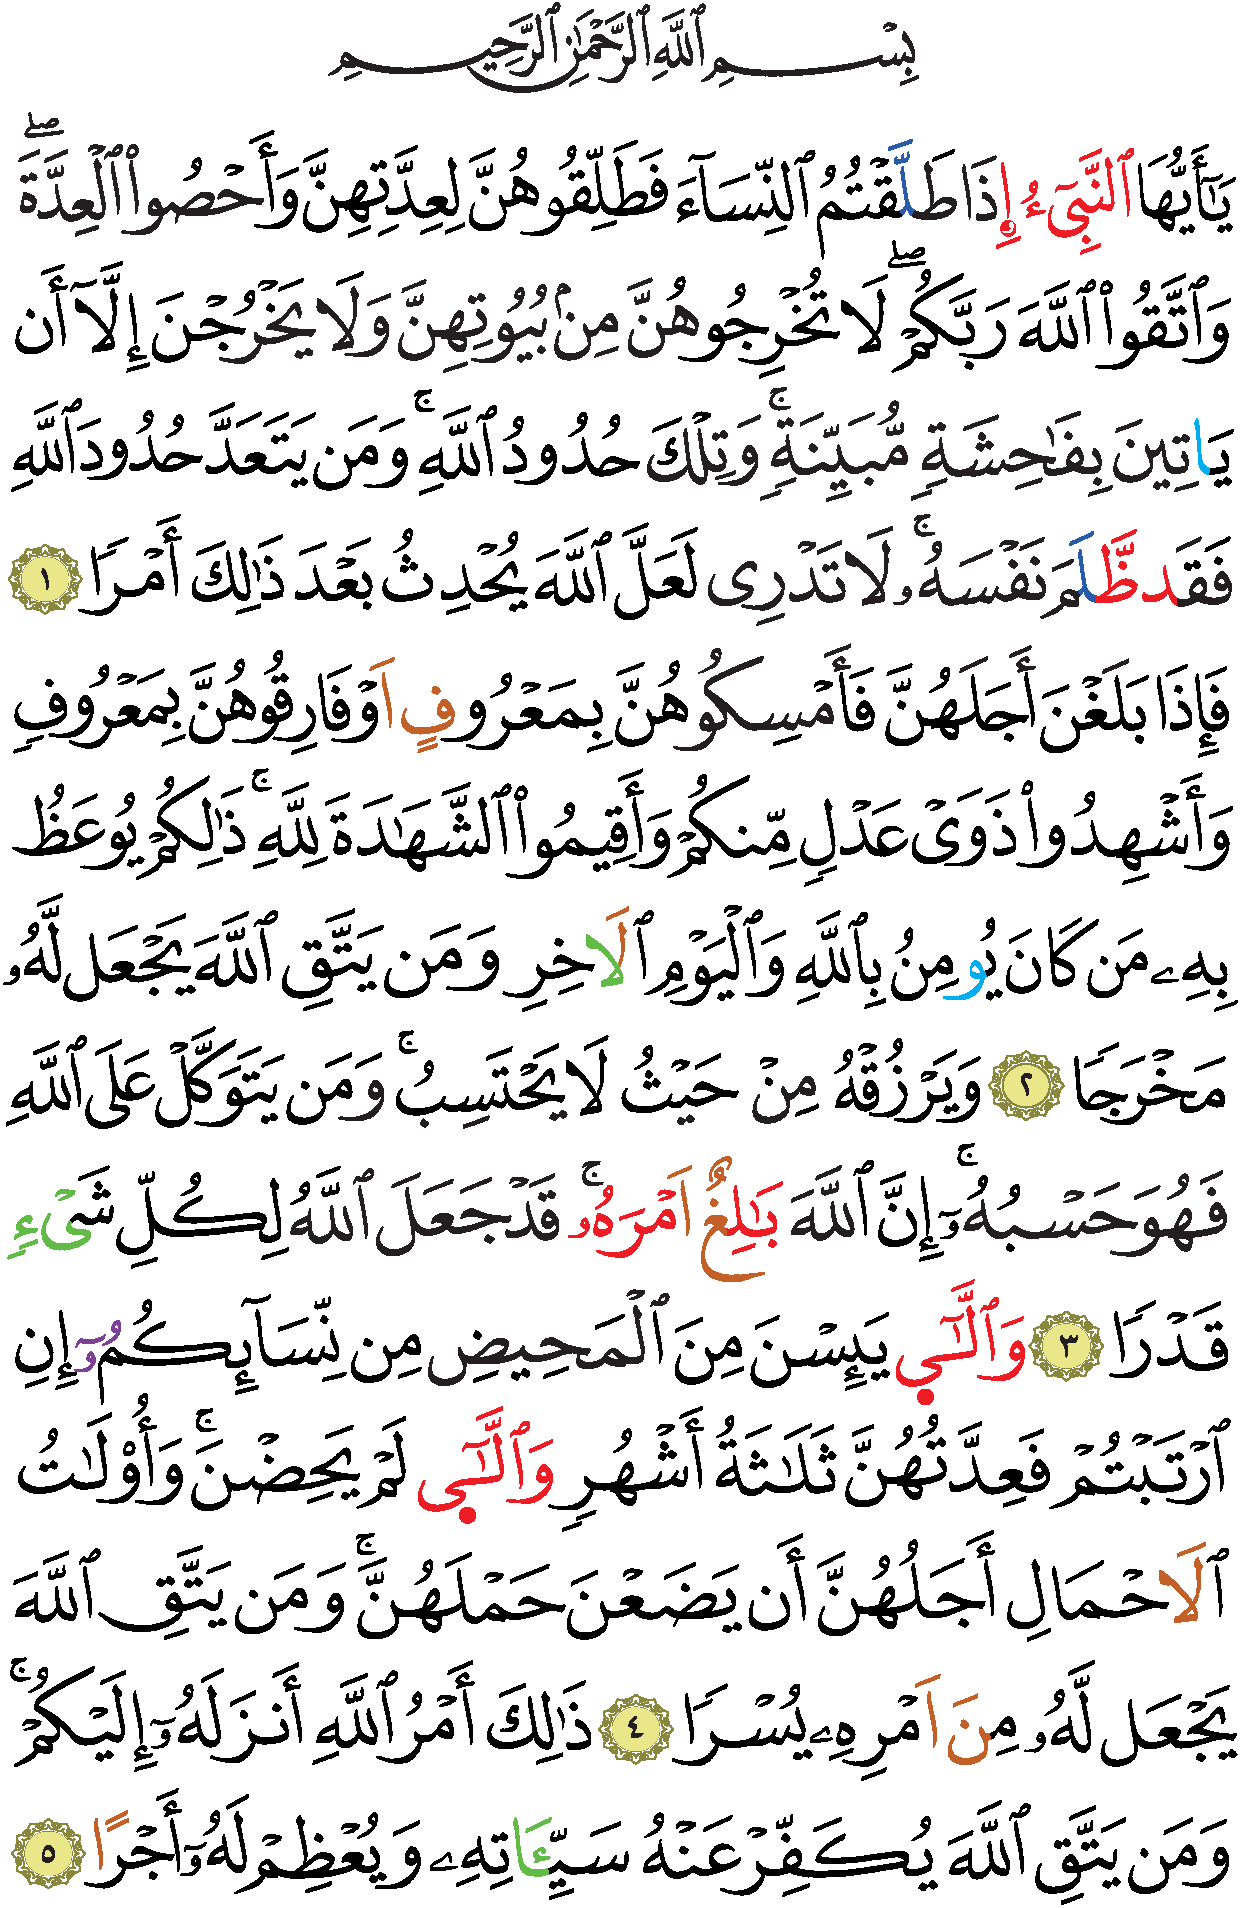 بِسْمِ ٱللَّهِ ٱلرَّحْمَٰنِ ٱلرَّحِيمِ
يَٰٓأَيُّهَا ٱلنَّبِيٓءُ إِذَا طَلَّقْتُمُ ٱلنِّسَآءَ فَطَلِّقُوهُنَّ لِعِدَّتِهِنَّ وَأَحْصُوا۟ ٱلْعِدَّةَۖ
وَٱتَّقُوا۟ ٱللَّهَ رَبَّكُمْۖ لَا تُخْرِجُوهُنَّ مِنۢ بُيُوتِهِنَّ وَلَا يَخْرُجْنَ إِلَّآ أَن
يَاتِينَ بِفَٰحِشَةٍ مُّبَيِّنَةٍۚ وَتِلْكَ حُدُودُ ٱللَّهِۚ وَمَن يَتَعَدَّ حُدُودَ ٱللَّهِ
فَقَد ظَّلَمَ نَفْسَهُۥۚ لَا تَدْرِى لَعَلَّ ٱللَّهَ يُحْدِثُ بَعْدَ ذَٰلِكَ أَمْرًا ١
فَإِذَا بَلَغْنَ أَجَلَهُنَّ فَأَمْسِكُوهُنَّ بِمَعْرُوفٍ اَوْ فَارِقُوهُنَّ بِمَعْرُوفٍ
وَأَشْهِدُوا۟ ذَوَىْ عَدْلٍ مِّنكُمْ وَأَقِيمُوا۟ ٱلشَّهَٰدَةَ لِلَّهِۚ ذَٰلِكُمْ يُوعَظُ
بِهِۦ مَن كَانَ يُومِنُ بِٱللَّهِ وَٱلْيَوْمِ ٱلَاخِرِ وَمَن يَتَّقِ ٱللَّهَ يَجْعَل لَّهُۥ
مَخْرَجًا ٢ وَيَرْزُقْهُ مِنْ حَيْثُ لَا يَحْتَسِبُۚ وَمَن يَتَوَكَّلْ عَلَى ٱللَّهِ
فَهُوَ حَسْبُهُۥٓۚ إِنَّ ٱللَّهَ بَٰلِغٌ اَمْرَهُۥۚ قَدْ جَعَلَ ٱللَّهُ لِكُلِّ شَىْءٍ
قَدْرًا ٣ وَٱلَّٰٓـِٔي يَئِسْنَ مِنَ ٱلْمَحِيضِ مِن نِّسَآئِكُمُۥٓ إِنِ
ٱرْتَبْتُمْ فَعِدَّتُهُنَّ ثَلَٰثَةُ أَشْهُرٍ وَٱلَّٰٓـِٔي لَمْ يَحِضْنَۚ وَأُو۟لَٰتُ
ٱلَاحْمَالِ أَجَلُهُنَّ أَن يَضَعْنَ حَمْلَهُنَّۚ وَمَن يَتَّقِ ٱللَّهَ
يَجْعَل لَّهُۥ مِنَ اَمْرِهِۦ يُسْرًا ٤ ذَٰلِكَ أَمْرُ ٱللَّهِ أَنزَلَهُۥٓ إِلَيْكُمْۚ
وَمَن يَتَّقِ ٱللَّهَ يُكَفِّرْ عَنْهُ سَيِّـَٔاتِهِۦ وَيُعْظِمْ لَهُۥٓ أَجْرًا ٥